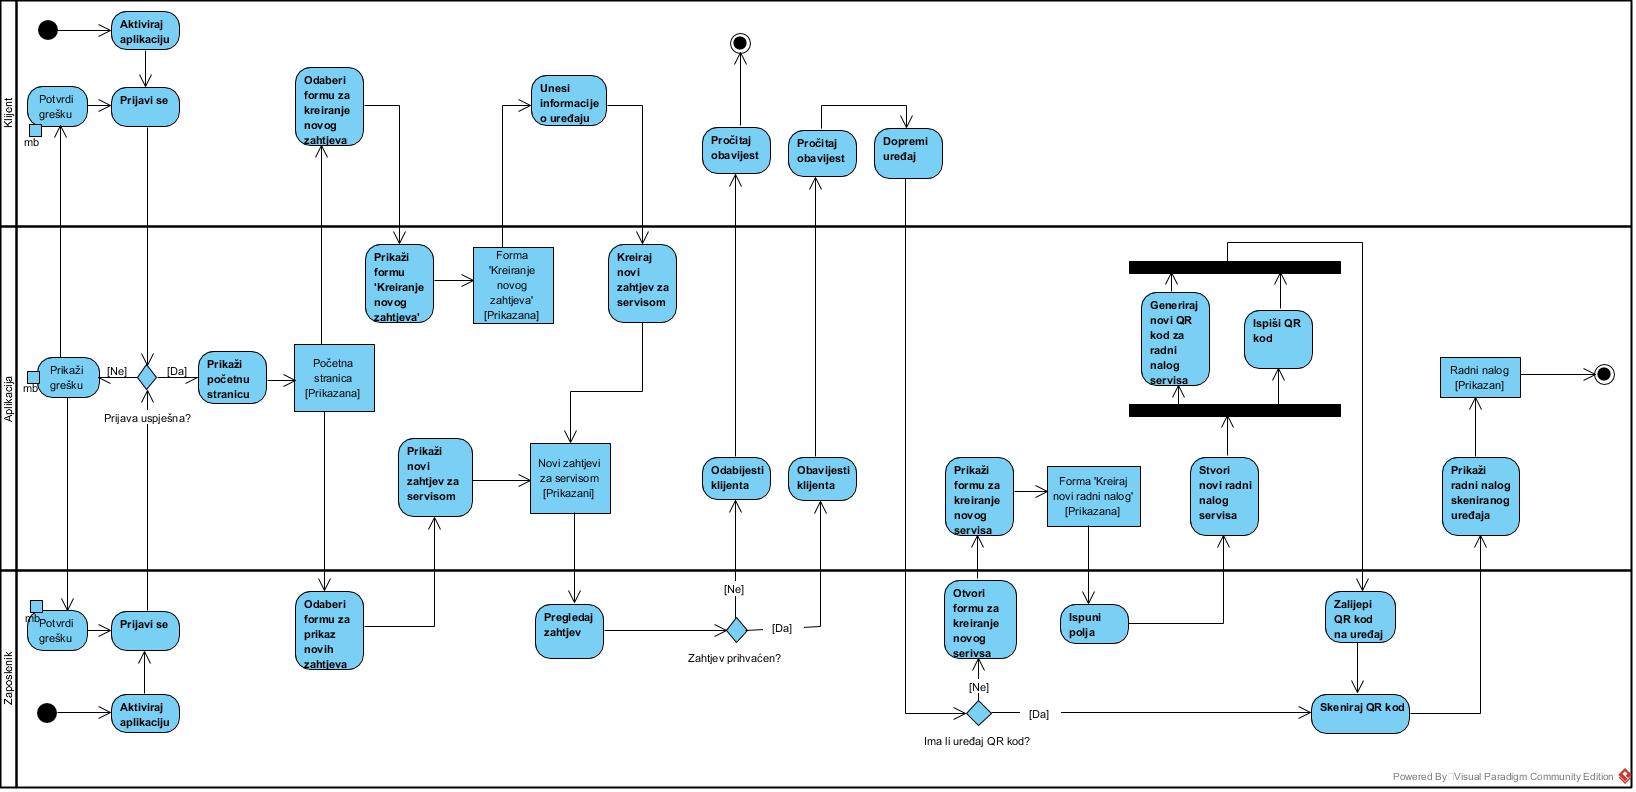 Klijent
Aktiviraj
aplikaciju
Potvrdi
grešku
mb
Prijavi se
Odaberi
formu za
kreiranje
novog
zahtjeva
Unesi
informacije
o uređaju
Pročitaj
obavijest
Pročitaj
obavijest
Dopremi
uređaj
Aplikacija
Prikaži
grešku
mb
[Ne]
[Da]
Prijava uspješna?
Prikaži
početnu
stranicu
Početna
stranica
[Prikazana]
Prikaži
formu
'Kreiranje
novog
zahtjeva'
Forma
'Kreiranje
novog
zahtjeva'
[Prikazana]
Kreiraj
novi
zahtjev za
servisom
Prikaži
novi
zahtjev za
servisom
Novi zahtjevi
za servisom
[Prikazani]
Odabijesti
klijenta
Obavijesti
klijenta
Prikaži
formu za
kreiranje
novog
servisa
Forma 'Kreiraj
novi radni nalog'
[Prikazana]
Generiraj
novi QR
kod za
radni
nalog
servisa
Ispiši QR
kod
Stvori
novi radni
nalog
servisa
Radni nalog
[Prikazan]
Prikaži
radni nalog
skeniranog
uređaja
Zaposlenik
mb
Potvrdi
grešku
Prijavi se
Aktiviraj
aplikaciju
Odaberi
formu za
prikaz
novih
zahtjeva
Pregledaj
zahtjev
[Ne]
[Da]
Zahtjev prihvaćen?
Otvori
formu za
kreiranje
novog
serivsa
[Ne]
[Da]
Ima li uređaj QR kod?
Ispuni
polja
Zalijepi
QR kod
na uređaj
Skeniraj QR kod
Powered By Visual Paradigm Community Edition